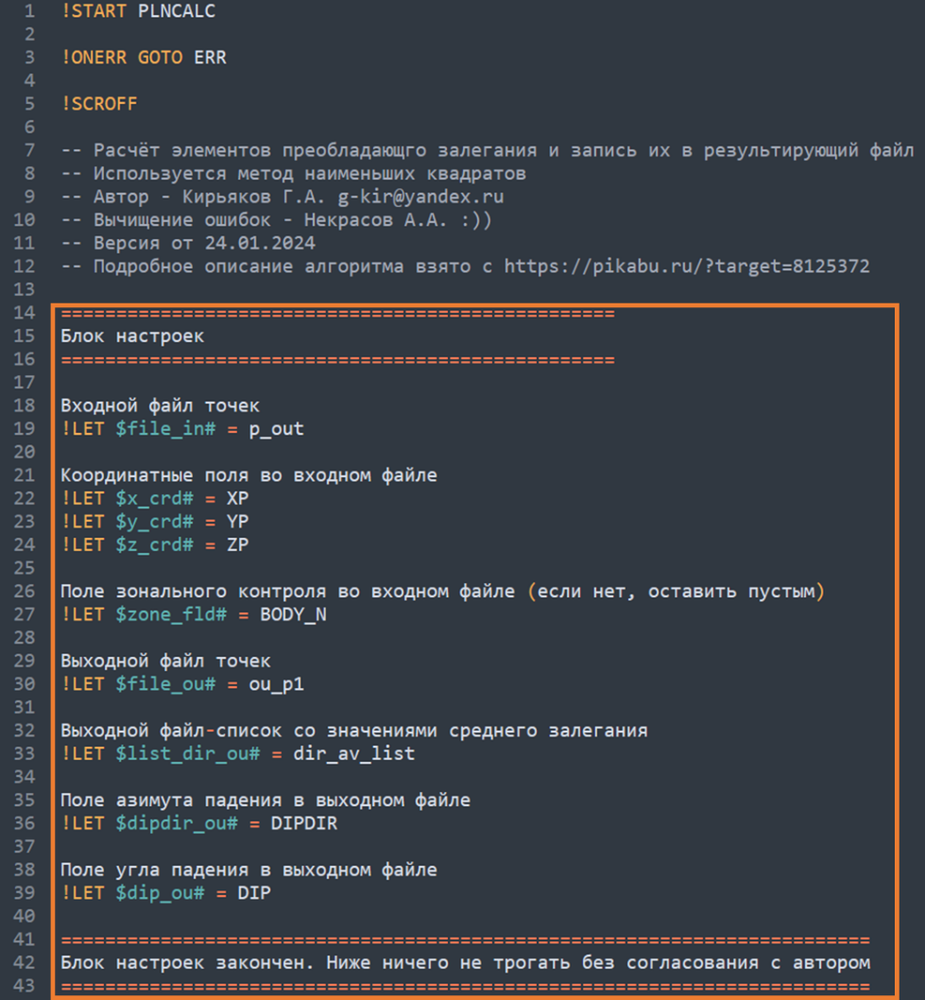 1 !START PLNCALC
2
3 !ONERR GOTO ERR
4
5 !SCROFF
6
7 -- Расчёт элементов преобладающго залегания и запись их в результирующий файл
8 -- Используется метод наименьших квадратов
9 -- Автор - Кирьяков Г.А. g-kir@yandex.ru
10 -- Вычищение ошибок - Некрасов А.А. :))
11 -- Версия от 24.01.2024
12 -- Подробное описание алгоритма взято с https://pikabu.ru/?target=8125372
13
14 ==================================================
15 Блок настроек
16 ==================================================
17
18 Входной файл точек
19 !LET $file_in# = p_out
20
21 Координатные поля во входном файле
22 !LET $x_crd# = XP
23 !LET $y_crd# = YP
24 !LET $z_crd# = ZP
25
26 Поле зонального контроля во входном файле (если нет, оставить пустым)
27 !LET $zone_fld# = BODY_N
28
29 Выходной файл точек
30 !LET $file_ou# = ou_p1
31
32 Выходной файл-список со значениями среднего залегания
33 !LET $list_dir_ou# = dir_av_list
34
35 Поле азимута падения в выходном файле
36 !LET $dipdir_ou# = DIPDIR
37
38 Поле угла падения в выходном файле
39 !LET $dip_ou# = DIP
40
41 =========================================================================
42 Блок настроек закончен. Ниже ничего не трогать без согласования с автором
43 =========================================================================